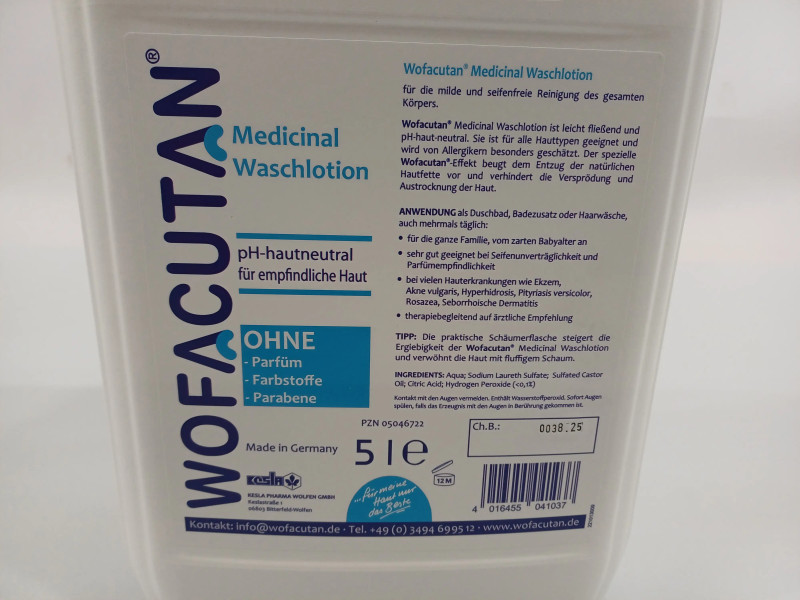 WOFACUTAN®
Medicinal
Waschlotion
pH-hautneutral
für empfindliche Haut
OHNE
- Parfüm
- Farbstoffe
- Parabene
PZN 05046722
Made in Germany
5 l e
12 M
kesla
KESLA PHARMA WOLFEN GMBH
Keslastraße 1
06803 Bitterfeld-Wolfen
...für meine
Haut nur
das Beste
Wofacutan® Medicinal Waschlotion
für die milde und seifenfreie Reinigung des gesamten
Körpers.
Wofacutan® Medicinal Waschlotion ist leicht fließend und
pH-haut-neutral. Sie ist für alle Hauttypen geeignet und
wird von Allergikern besonders geschätzt. Der spezielle
Wofacutan®-Effekt beugt dem Entzug der natürlichen
Hautfette vor und verhindert die Versprödung und
Austrocknung der Haut.
ANWENDUNG als Duschbad, Badezusatz oder Haarwäsche,
auch mehrmals täglich:
• für die ganze Familie, vom zarten Babyalter an
• sehr gut geeignet bei Seifenunverträglichkeit und
Parfümempfindlichkeit
• bei vielen Hauterkrankungen wie Ekzem,
Akne vulgaris, Hyperhidrosis, Pityriasis versicolor,
Rosazea, Seborrhoische Dermatitis
• therapiebegleitend auf ärztliche Empfehlung
TIPP: Die praktische Schäumerflasche steigert die
Ergiebigkeit der Wofacutan® Medicinal Waschlotion
und verwöhnt die Haut mit fluffigem Schaum.
INGREDIENTS: Aqua; Sodium Laureth Sulfate; Sulfated Castor
Oil; Citric Acid; Hydrogen Peroxide (<0,1%)
Kontakt mit den Augen vermeiden. Enthält Wasserstoffperoxid. Sofort Augen
spülen, falls das Erzeugnis mit den Augen in Berührung gekommen ist.
Ch.B.: 0038.25
4 016455 041037
Kontakt: info@wofacutan.de · Tel. +49 (0) 3494 6995 12 · www.wofacutan.de